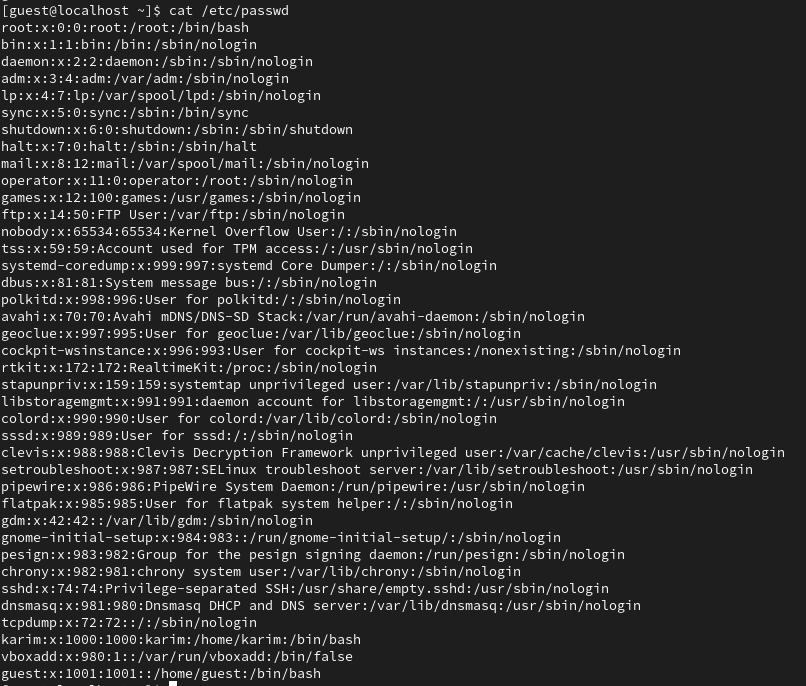 [guest@localhost ~]$ cat /etc/passwd
root:x:0:0:root:/root:/bin/bash
bin:x:1:1:bin:/bin:/sbin/nologin
daemon:x:2:2:daemon:/sbin:/sbin/nologin
adm:x:3:4:adm:/var/adm:/sbin/nologin
lp:x:4:7:lp:/var/spool/lpd:/sbin/nologin
sync:x:5:0:sync:/sbin:/bin/sync
shutdown:x:6:0:shutdown:/sbin:/sbin/shutdown
halt:x:7:0:halt:/sbin:/sbin/halt
mail:x:8:12:mail:/var/spool/mail:/sbin/nologin
operator:x:11:0:operator:/root:/sbin/nologin
games:x:12:100:games:/usr/games:/sbin/nologin
ftp:x:14:50:FTP User:/var/ftp:/sbin/nologin
nobody:x:65534:65534:Kernel Overflow User:/:/sbin/nologin
tss:x:59:59:Account used for TPM access:/:/usr/sbin/nologin
systemd-coredump:x:999:997:systemd Core Dumper:/:/sbin/nologin
dbus:x:81:81:System message bus:/:/sbin/nologin
polkitd:x:998:996:User for polkitd:/:/sbin/nologin
avahi:x:70:70:Avahi mDNS/DNS-SD Stack:/var/run/avahi-daemon:/sbin/nologin
geoclue:x:997:995:User for geoclue:/var/lib/geoclue:/sbin/nologin
cockpit-wsinstance:x:996:993:User for cockpit-ws instances:/nonexisting:/sbin/nologin
rtkit:x:172:172:RealtimeKit:/proc:/sbin/nologin
stapunpriv:x:159:159:systemtap unprivileged user:/var/lib/stapunpriv:/sbin/nologin
libstoragemgmt:x:991:991:daemon account for libstoragemgmt:/:/usr/sbin/nologin
colord:x:990:990:User for colord:/var/lib/colord:/sbin/nologin
sssd:x:989:989:User for sssd:/:/sbin/nologin
clevis:x:988:988:Clevis Decryption Framework unprivileged user:/var/cache/clevis:/usr/sbin/nologin
setroubleshoot:x:987:987:SELinux troubleshoot server:/var/lib/setroubleshoot:/usr/sbin/nologin
pipewire:x:986:986:PipeWire System Daemon:/run/pipewire:/usr/sbin/nologin
flatpak:x:985:985:User for flatpak system helper:/:/sbin/nologin
gdm:x:42:42::/var/lib/gdm:/sbin/nologin
gnome-initial-setup:x:984:983::/run/gnome-initial-setup/:/sbin/nologin
pesign:x:983:982:Group for the pesign signing daemon:/run/pesign:/sbin/nologin
chrony:x:982:981:chrony system user:/var/lib/chrony:/sbin/nologin
sshd:x:74:74:Privilege-separated SSH:/usr/share/empty.sshd:/usr/sbin/nologin
dnsmasq:x:981:980:Dnsmasq DHCP and DNS server:/var/lib/dnsmasq:/usr/sbin/nologin
tcpdump:x:72:72::/:/sbin/nologin
karim:x:1000:1000:karim:/home/karim:/bin/bash
vboxadd:x:980:1::/var/run/vboxadd:/bin/false
guest:x:1001:1001::/home/guest:/bin/bash